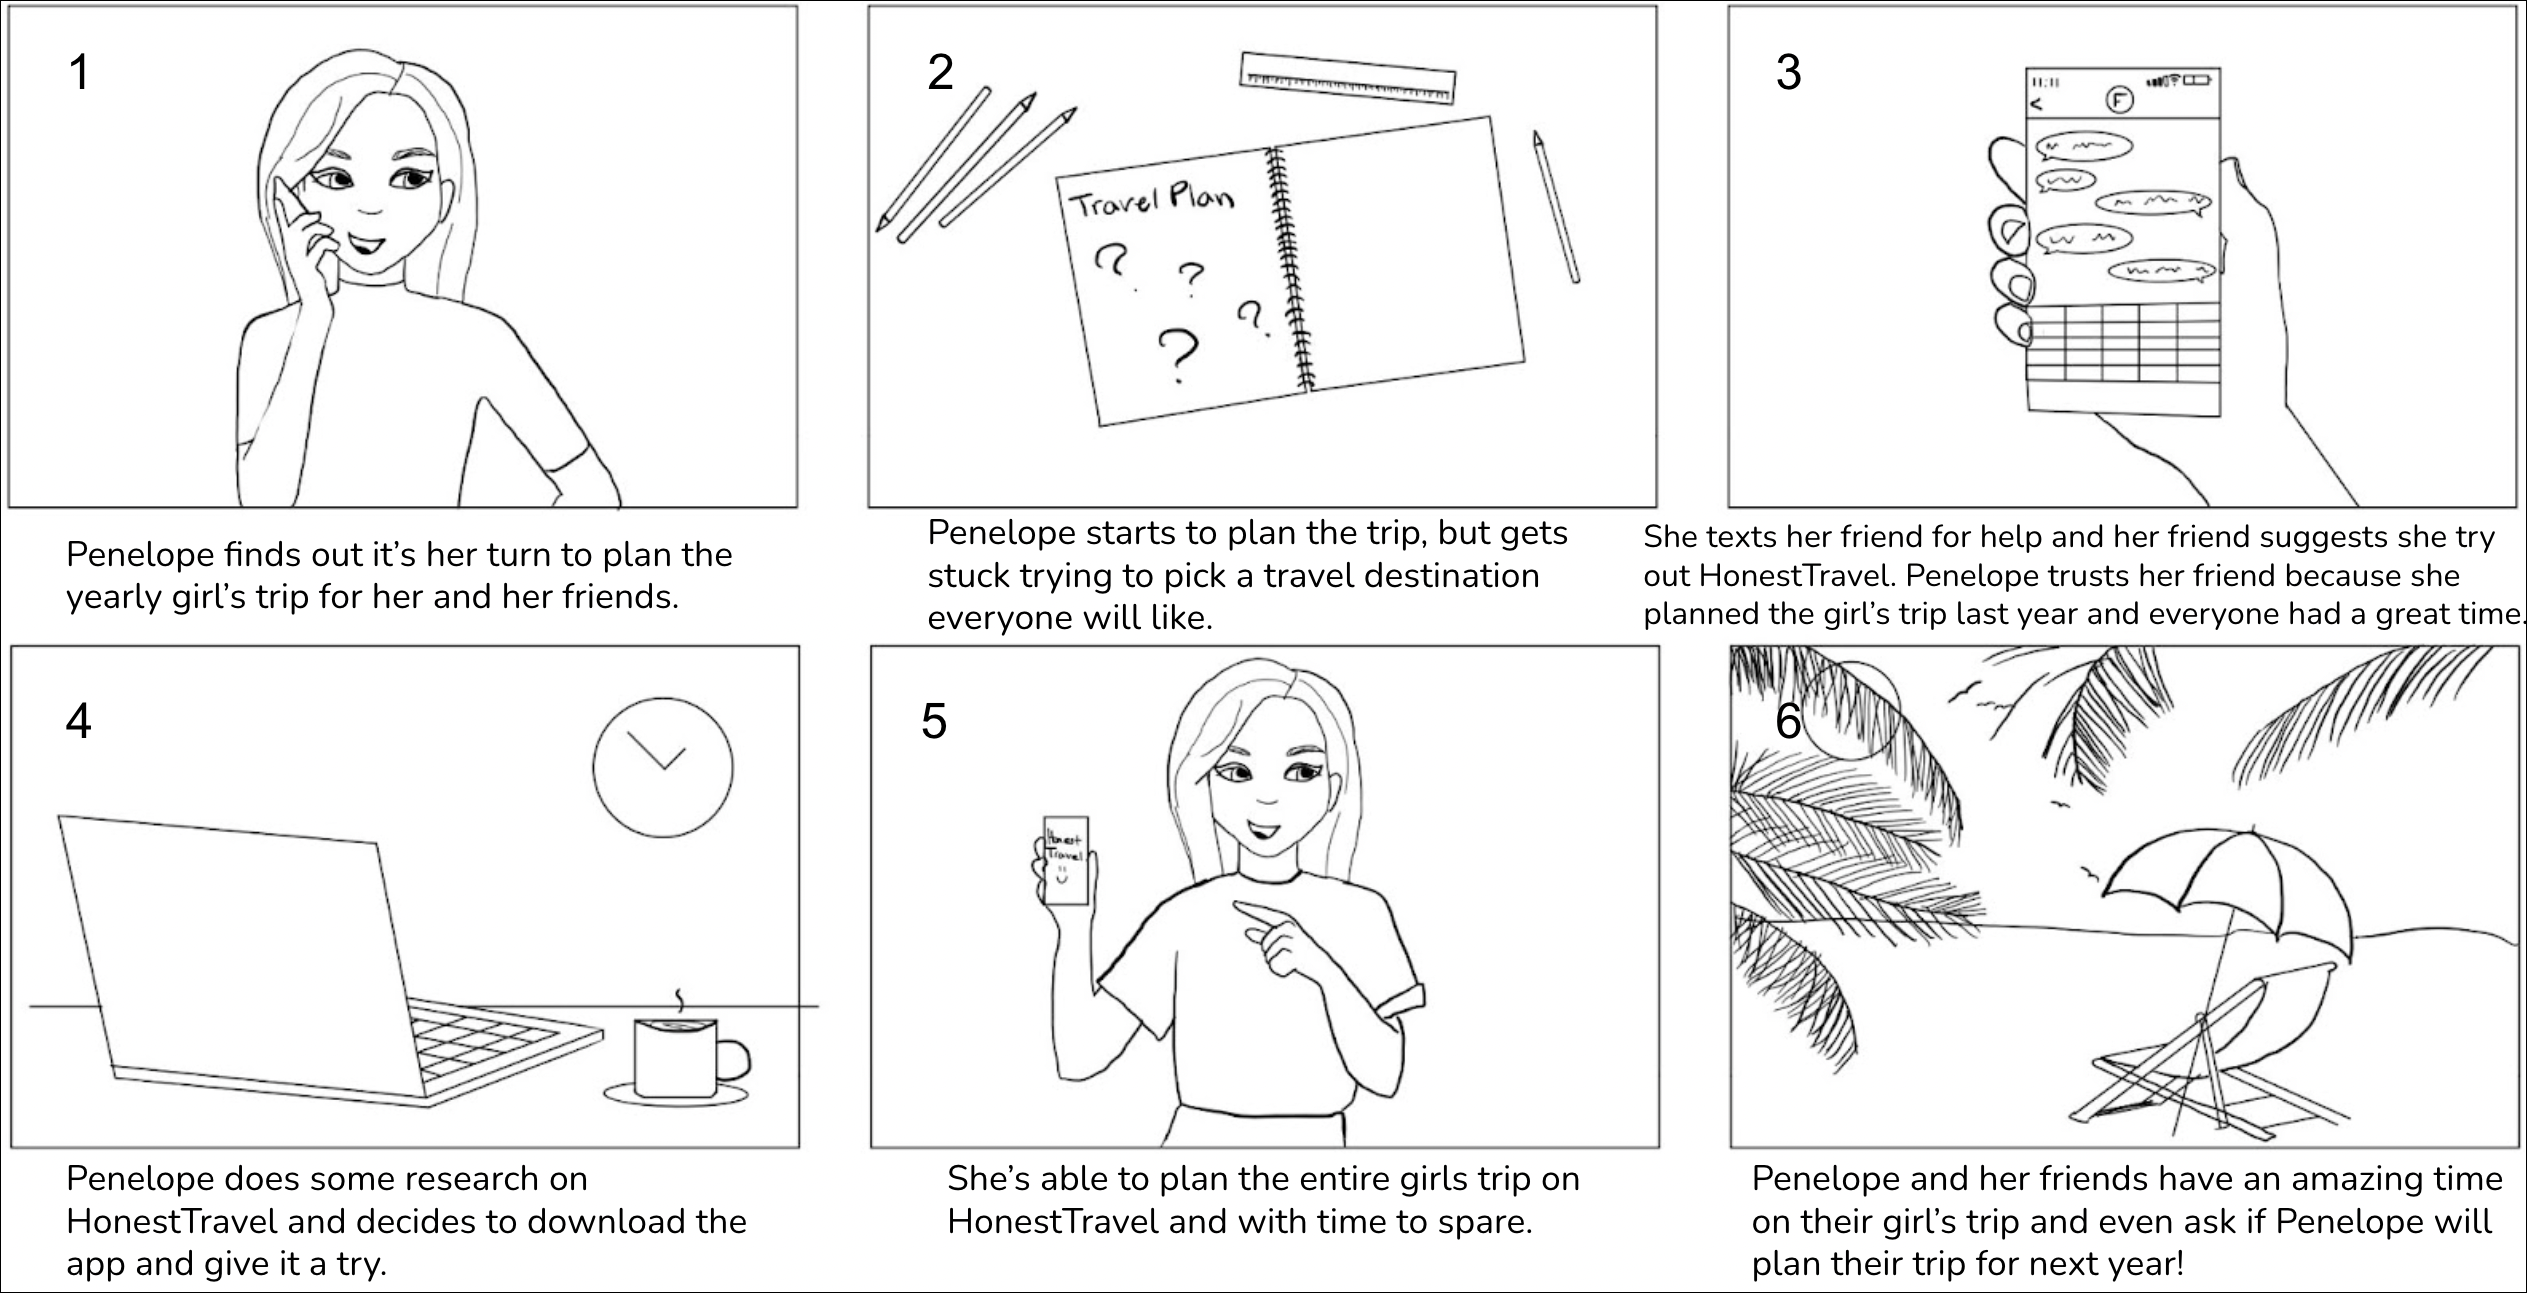 1
Penelope finds out it’s her turn to plan the
yearly girl’s trip for her and her friends.
2
Travel Plan
? ?
?
?
Penelope starts to plan the trip, but gets
stuck trying to pick a travel destination
everyone will like.
3
11:11
<
F
She texts her friend for help and her friend suggests she try
out HonestTravel. Penelope trusts her friend because she
planned the girl’s trip last year and everyone had a great time.
4
Penelope does some research on
HonestTravel and decides to download the
app and give it a try.
5
Honest
Travel
She’s able to plan the entire girls trip on
HonestTravel and with time to spare.
6
Penelope and her friends have an amazing time
on their girl’s trip and even ask if Penelope will
plan their trip for next year!